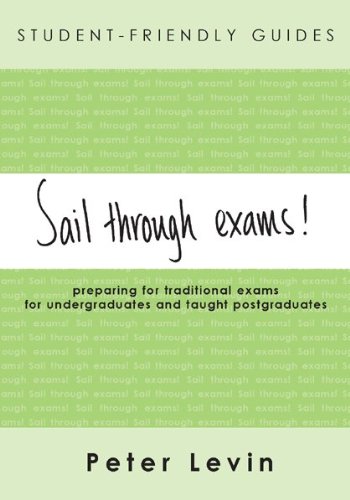 STUDENT-FRIENDLY GUIDES
Sail through exams!
preparing for traditional exams
for undergraduates and taught postgraduates
Peter Levin